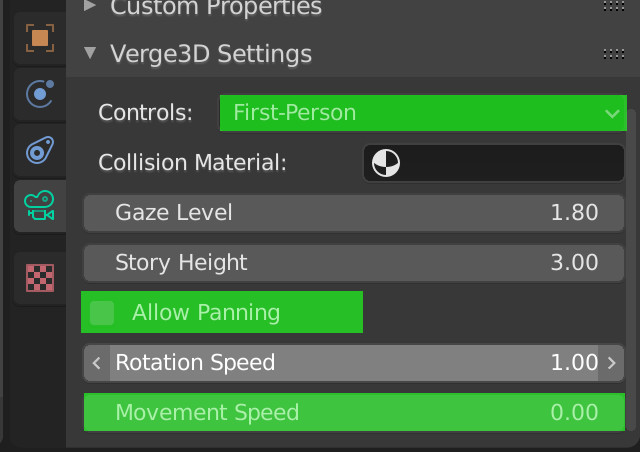 Custom Properties
Verge3D Settings
Controls: First-Person
Collision Material:
Gaze Level 1.80
Story Height 3.00
Allow Panning
Rotation Speed 1.00
Movement Speed 0.00